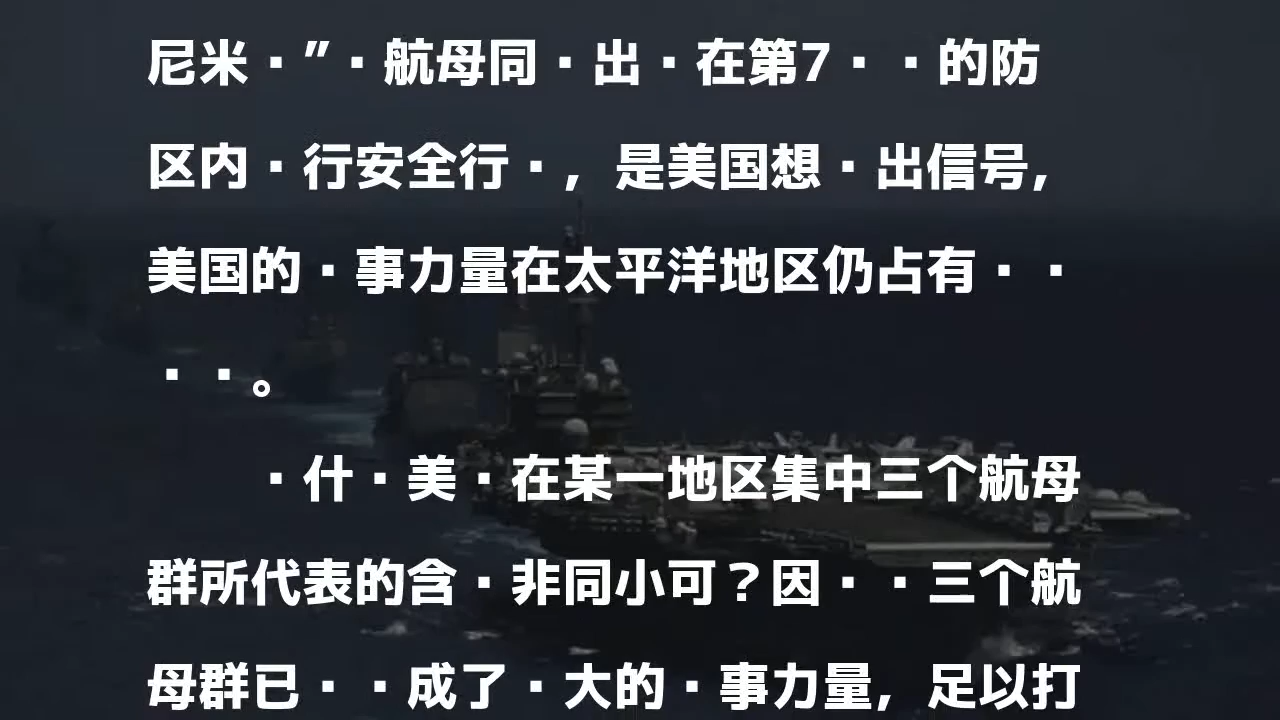 尼米·”·航母同·出·在第7··的防
区内·行安全行·，是美国想·出信号，
美国的·事力量在太平洋地区仍占有··
··。
·什·美·在某一地区集中三个航母
群所代表的含·非同小可？因··三个航
母群已··成了·大的·事力量，足以打